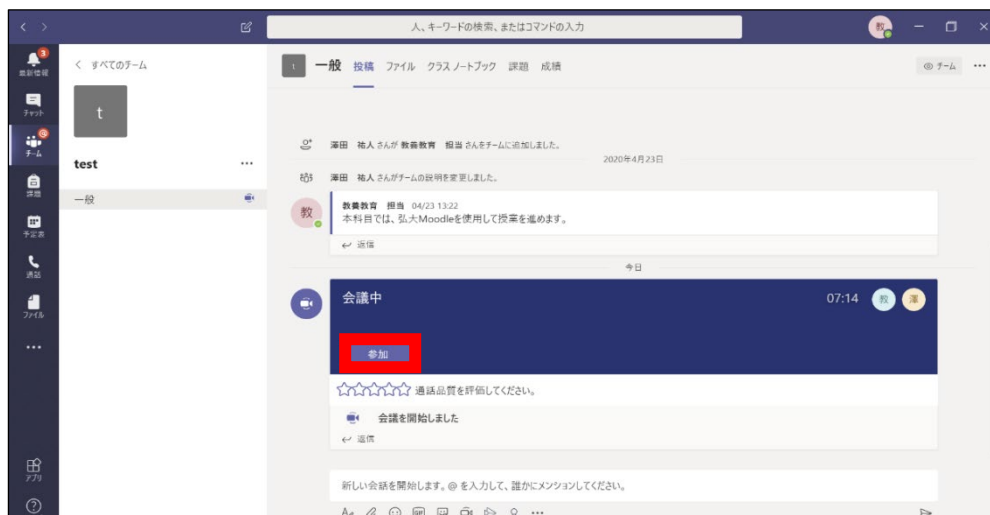 人、キーワードの検索、またはコマンドの入力
教
3
最新情報
チャット
@
チーム
課題
予定表
通話
ファイル
アプリ
すべてのチーム
t
test
一般
t
一般 投稿 ファイル クラス ノートブック 課題 成績
チーム
澤田 祐人 さんが 教養教育 担当 さんをチームに追加しました。
2020年4月23日
澤田 祐人 さんがチームの説明を変更しました。
教
教養教育 担当 04/23 13:22
本科目では、弘大Moodleを使用して授業を進めます。
返信
今日
会議中
07:14 教 澤
参加
通話品質を評価してください。
会議を開始しました
返信
新しい会話を開始します。@ を入力して、誰かにメンションしてください。
GIF